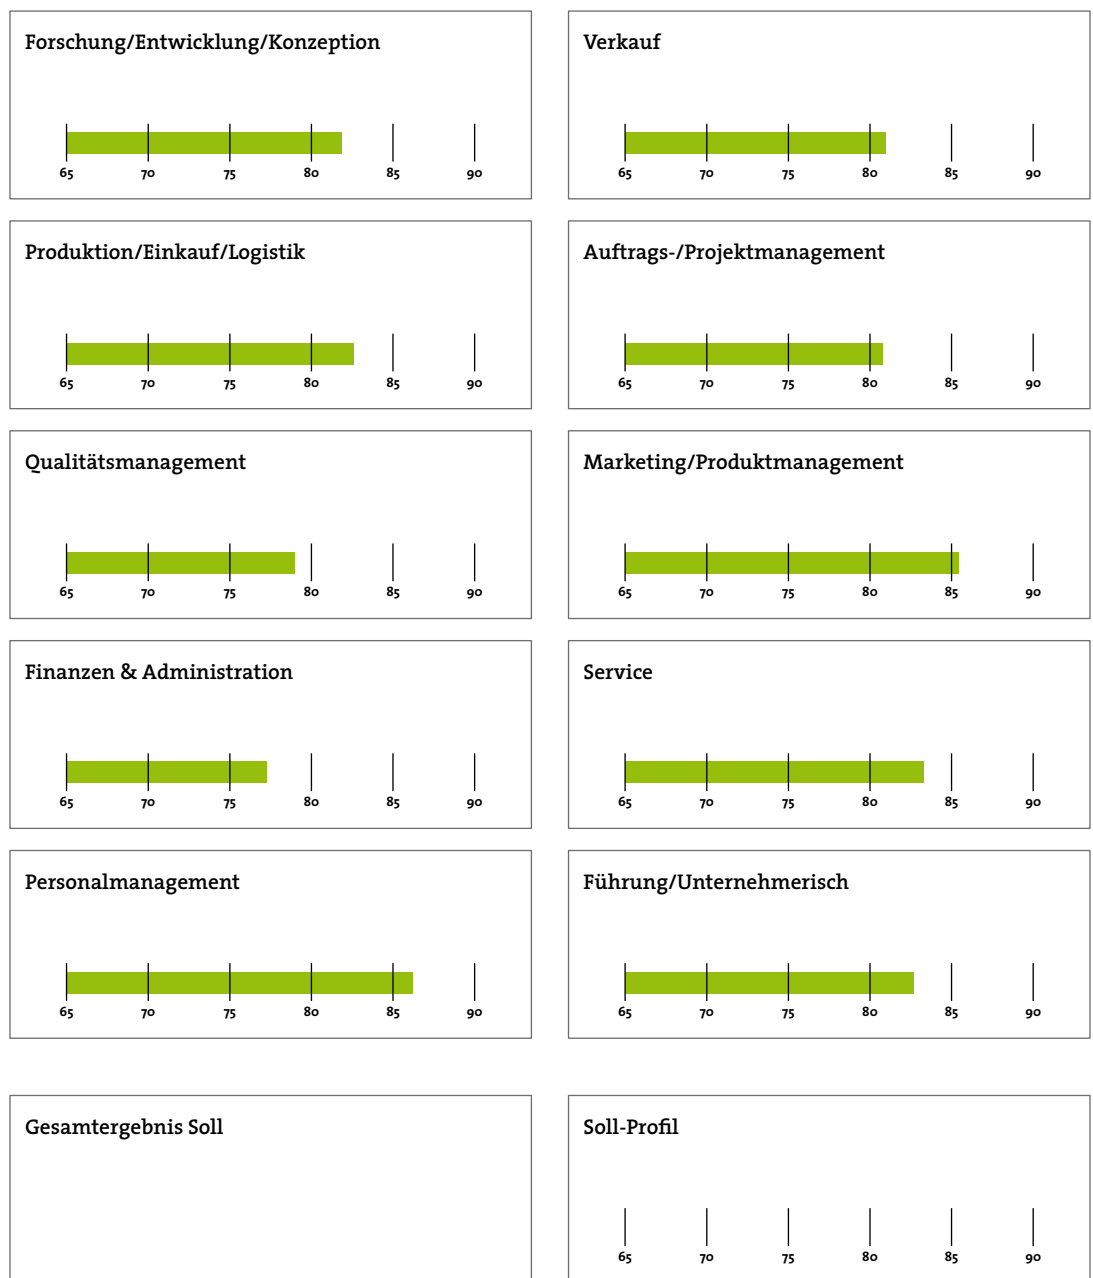 Forschung/Entwicklung/Konzeption
65 70 75 80 85 90
Verkauf
65 70 75 80 85 90
Produktion/Einkauf/Logistik
65 70 75 80 85 90
Auftrags-/Projektmanagement
65 70 75 80 85 90
Qualitätsmanagement
65 70 75 80 85 90
Marketing/Produktmanagement
65 70 75 80 85 90
Finanzen & Administration
65 70 75 80 85 90
Service
65 70 75 80 85 90
Personalmanagement
65 70 75 80 85 90
Führung/Unternehmerisch
65 70 75 80 85 90
Gesamtergebnis Soll
Soll-Profil
65 70 75 80 85 90